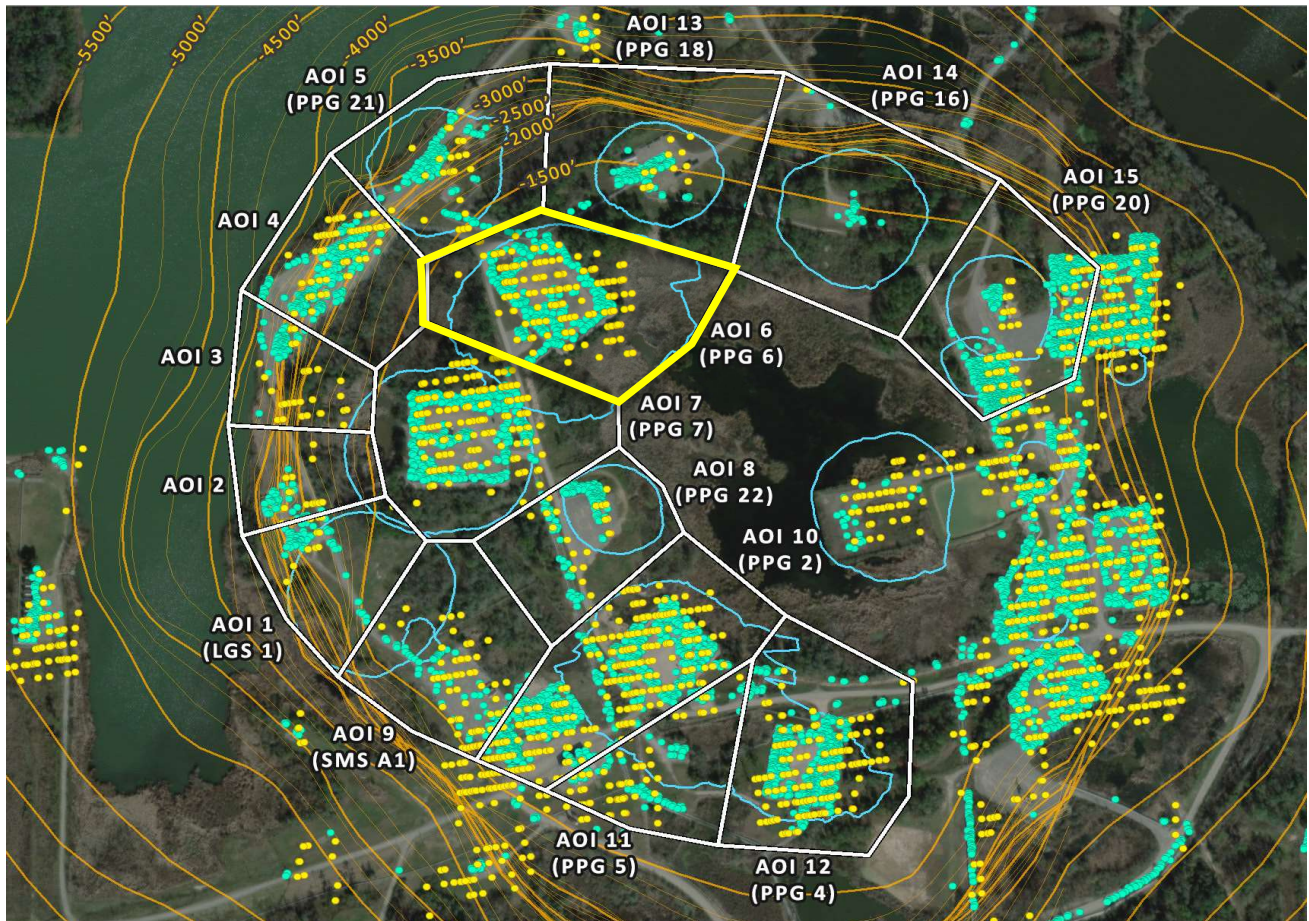 -5500'
-5000'
-4500'
-4000'
-3500'
-3000'
-2500'
-2000'
-1500'
AOI 13
(PPG 18)
AOI 5
(PPG 21)
AOI 14
(PPG 16)
AOI 15
(PPG 20)
AOI 4
AOI 3
AOI 6
(PPG 6)
AOI 7
(PPG 7)
AOI 8
(PPG 22)
AOI 2
AOI 10
(PPG 2)
AOI 1
(LGS 1)
AOI 9
(SMS A1)
AOI 11
(PPG 5)
AOI 12
(PPG 4)